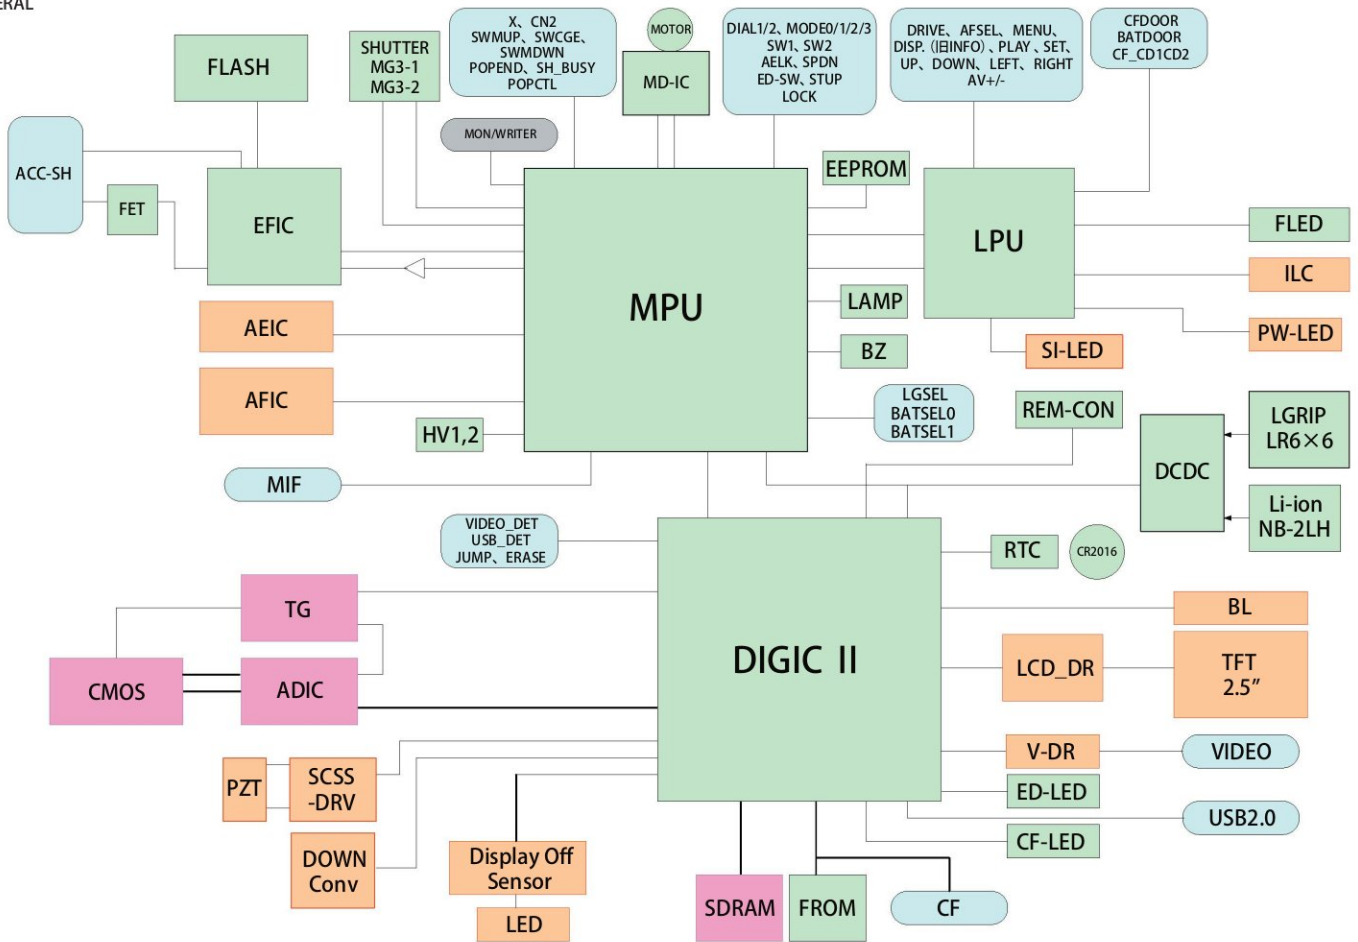 ERAL
FLASH
SHUTTER
MG3-1
MG3-2
X、CN2
SWMUP、SWCGE、
SWMDWN
POPEND、SH_BUSY
POPCTL
MOTOR
MD-IC
DIAL1/2、MODE0/1/2/3
SW1、SW2
AELK、SPDN
ED-SW、STUP
LOCK
DRIVE、AFSEL、MENU、
DISP.（旧INFO）、PLAY、SET、
UP、DOWN、LEFT、RIGHT
AV+/-
CFDOOR
BATDOOR
CF_CD1CD2
MON/WRITER
ACC-SH
FET
EFIC
EEPROM
MPU
LPU
FLED
ILC
PW-LED
SI-LED
LAMP
BZ
AEIC
AFIC
HV1,2
LGSEL
BATSEL0
BATSEL1
REM-CON
DCDC
LGRIP
LR6×6
Li-ion
NB-2LH
MIF
VIDEO_DET
USB_DET
JUMP、ERASE
RTC
CR2016
TG
CMOS
ADIC
DIGIC II
BL
LCD_DR
TFT
2.5”
V-DR
VIDEO
ED-LED
USB2.0
CF-LED
PZT
SCSS
-DRV
DOWN
Conv
Display Off
Sensor
LED
SDRAM
FROM
CF